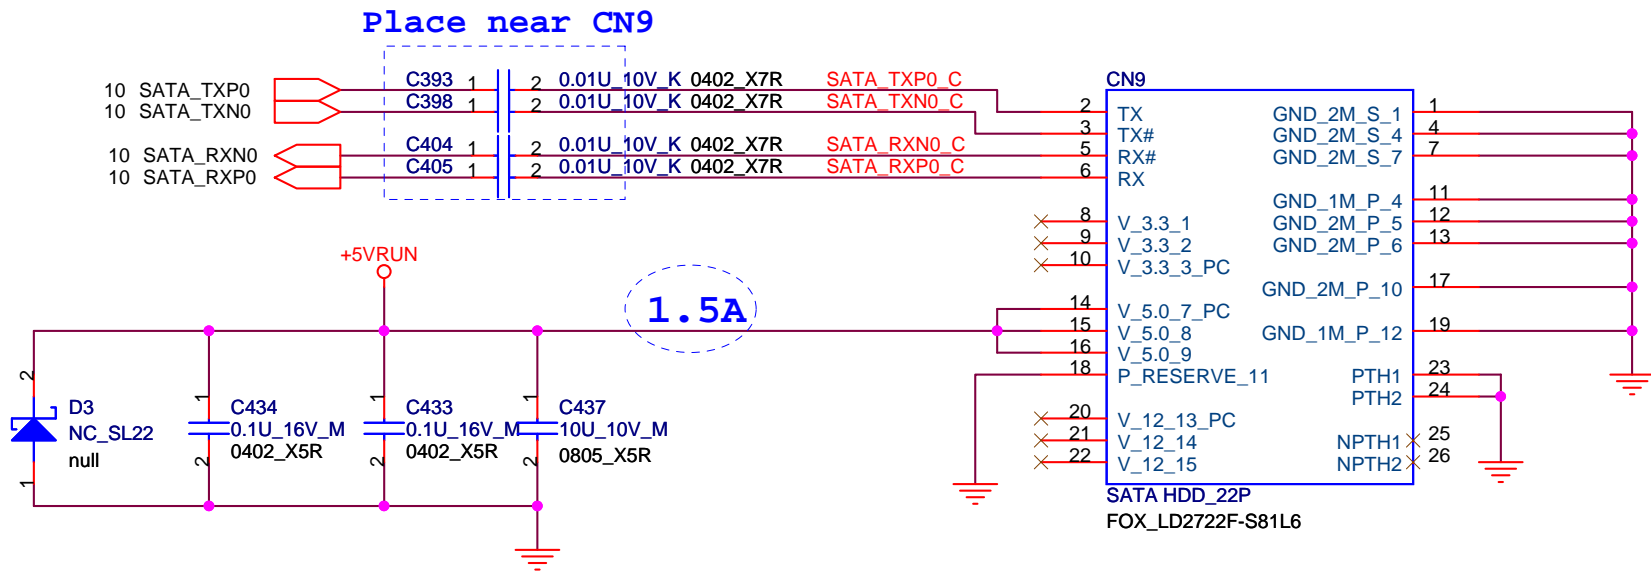 Place near CN9
10 SATA_TXP0 C393 1 2 0.01U_10V_K 0402_X7R SATA_TXP0_C
10 SATA_TXN0 C398 1 2 0.01U_10V_K 0402_X7R SATA_TXN0_C
10 SATA_RXN0 C404 1 2 0.01U_10V_K 0402_X7R SATA_RXN0_C
10 SATA_RXP0 C405 1 2 0.01U_10V_K 0402_X7R SATA_RXP0_C
CN9
2 TX GND_2M_S_1 1
3 TX# GND_2M_S_4 4
5 RX# GND_2M_S_7 7
6 RX
GND_1M_P_4 11
8 V_3.3_1 GND_2M_P_5 12
9 V_3.3_2 GND_2M_P_6 13
10 V_3.3_3_PC
GND_2M_P_10 17
14 V_5.0_7_PC
15 V_5.0_8 GND_1M_P_12 19
16 V_5.0_9
18 P_RESERVE_11 PTH1 23
PTH2 24
20 V_12_13_PC
21 V_12_14 NPTH1 25
22 V_12_15 NPTH2 26
SATA HDD_22P
FOX_LD2722F-S81L6
+5VRUN
1.5A
2
D3
NC_SL22
null
1
1
C434
0.1U_16V_M
0402_X5R
2
1
C433
0.1U_16V_M
0402_X5R
2
1
C437
10U_10V_M
0805_X5R
2